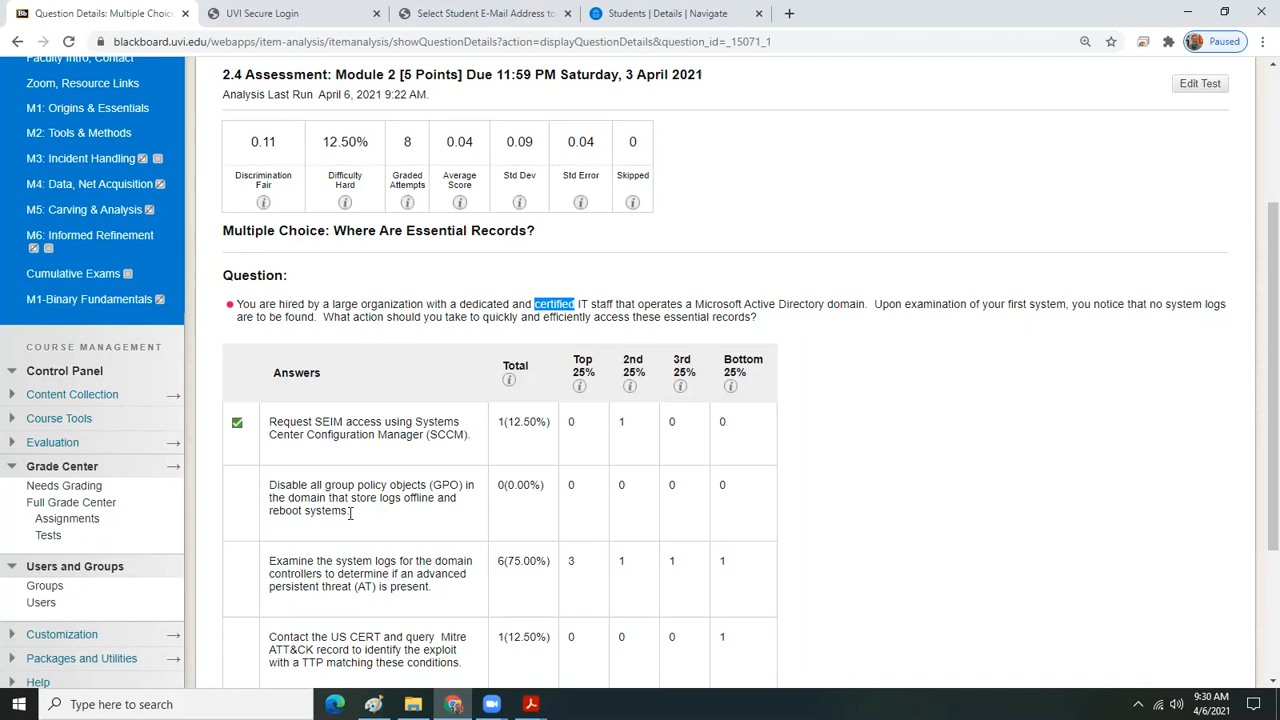 Question Details: Multiple Choic
UVI Secure Login
Select Student E-Mail Address to
Students | Details | Navigate
blackboard.uvi.edu/webapps/item-analysis/itemanalysis/showQuestionDetails?action=displayQuestionDetails&question_id=_15071_1
Paused
Faculty Intro, Contact
Zoom, Resource Links
M1: Origins & Essentials
M2: Tools & Methods
M3: Incident Handling
M4: Data, Net Acquisition
M5: Carving & Analysis
M6: Informed Refinement
Cumulative Exams
M1-Binary Fundamentals
COURSE MANAGEMENT
Control Panel
Content Collection
Course Tools
Evaluation
Grade Center
Needs Grading
Full Grade Center
Assignments
Tests
Users and Groups
Groups
Users
Customization
Packages and Utilities
Help
2.4 Assessment: Module 2 [5 Points] Due 11:59 PM Saturday, 3 April 2021
Analysis Last Run April 6, 2021 9:22 AM.
Edit Test
0.11 12.50% 8 0.04 0.09 0.04 0
Discrimination Difficulty Graded Average Std Dev Std Error Skipped
Fair Hard Attempts Score
Multiple Choice: Where Are Essential Records?
Question:
You are hired by a large organization with a dedicated and certified IT staff that operates a Microsoft Active Directory domain. Upon examination of your first system, you notice that no system logs
are to be found. What action should you take to quickly and efficiently access these essential records?
Answers Total Top 25% 2nd 25% 3rd 25% Bottom 25%
Request SEIM access using Systems 1(12.50%) 0 1 0 0
Center Configuration Manager (SCCM).
Disable all group policy objects (GPO) in 0(0.00%) 0 0 0 0
the domain that store logs offline and
reboot systems.
Examine the system logs for the domain 6(75.00%) 3 1 1 1
controllers to determine if an advanced
persistent threat (AT) is present.
Contact the US CERT and query Mitre 1(12.50%) 0 0 0 1
ATT&CK record to identify the exploit
with a TTP matching these conditions.
Type here to search
9:30 AM
4/6/2021